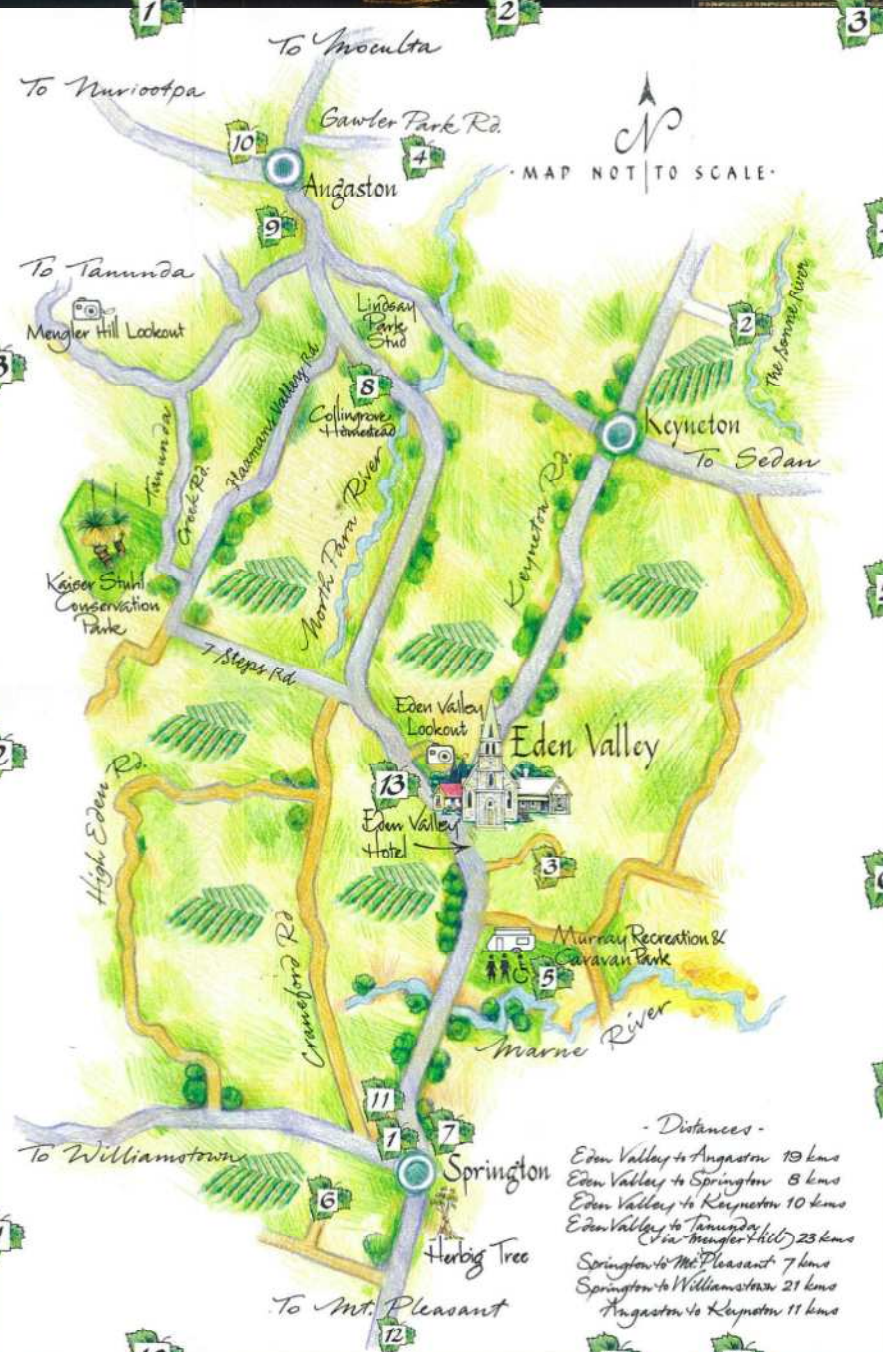 1
2
3
To Moculta
To Nuriootpa
Gawler Park Rd.
10
4
N
· MAP NOT TO SCALE ·
Angaston
9
To Tanunda
Mengler Hill Lookout
Lindsay
Park
Stud
2
The Somme River
3
8
Collingrove
Homestead
Flaxmans Valley Rd
Keyneton
To Sedan
Tanunda
Creek Rd.
North Para River
Keyneton Rd.
Kaiser Stuhl
Conservation
Park
7 Steps Rd
Eden Valley
Lookout
Eden Valley
2
High Eden Rd.
13
Eden Valley
Hotel
3
Craneford Rd
Murray Recreation &
Caravan Park
5
Marne River
11
1
7
To Williamstown
Springton
6
Herbig Tree
To Mt. Pleasant
12
- Distances -
Eden Valley to Angaston 19 kms
Eden Valley to Springton 8 kms
Eden Valley to Keyneton 10 kms
Eden Valley to Tanunda
(via Mengler Hill) 23 kms
Springton to Mt. Pleasant 7 kms
Springton to Williamstown 21 kms
Angaston to Keyneton 11 kms